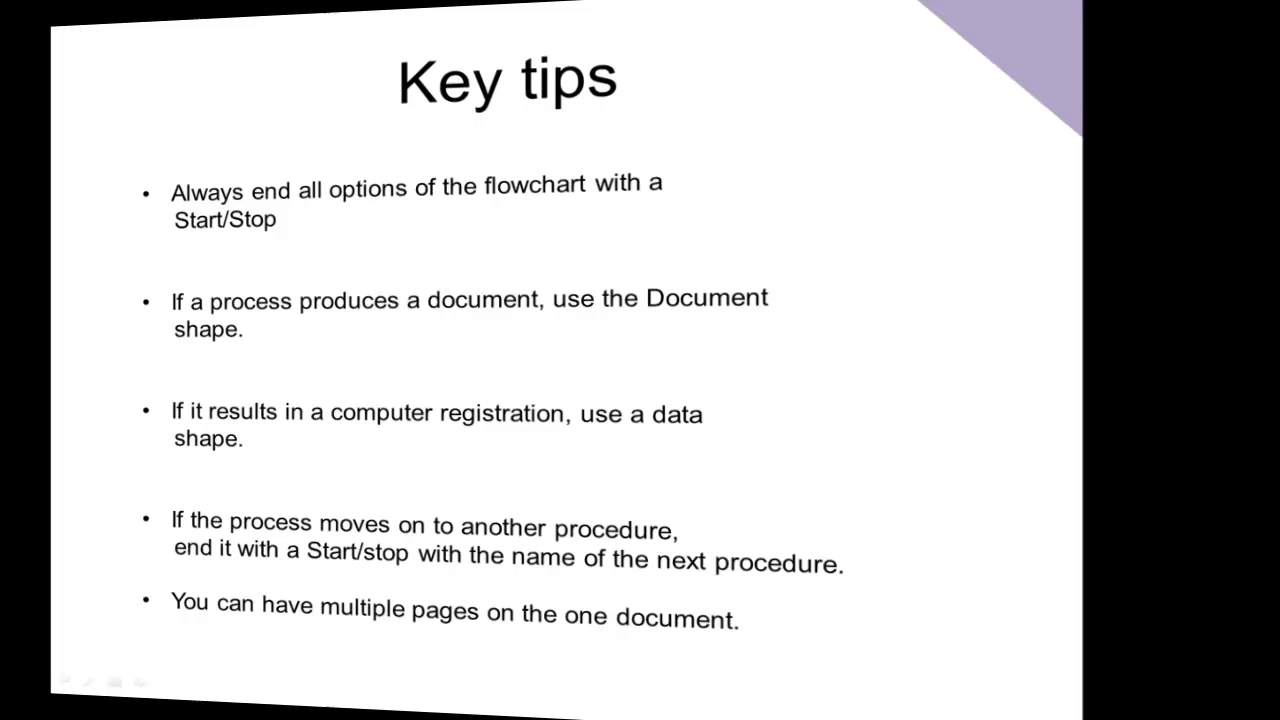 Key tips
• Always end all options of the flowchart with a
Start/Stop
• If a process produces a document, use the Document
shape.
• If it results in a computer registration, use a data
shape.
• If the process moves on to another procedure,
end it with a Start/stop with the name of the next procedure.
• You can have multiple pages on the one document.